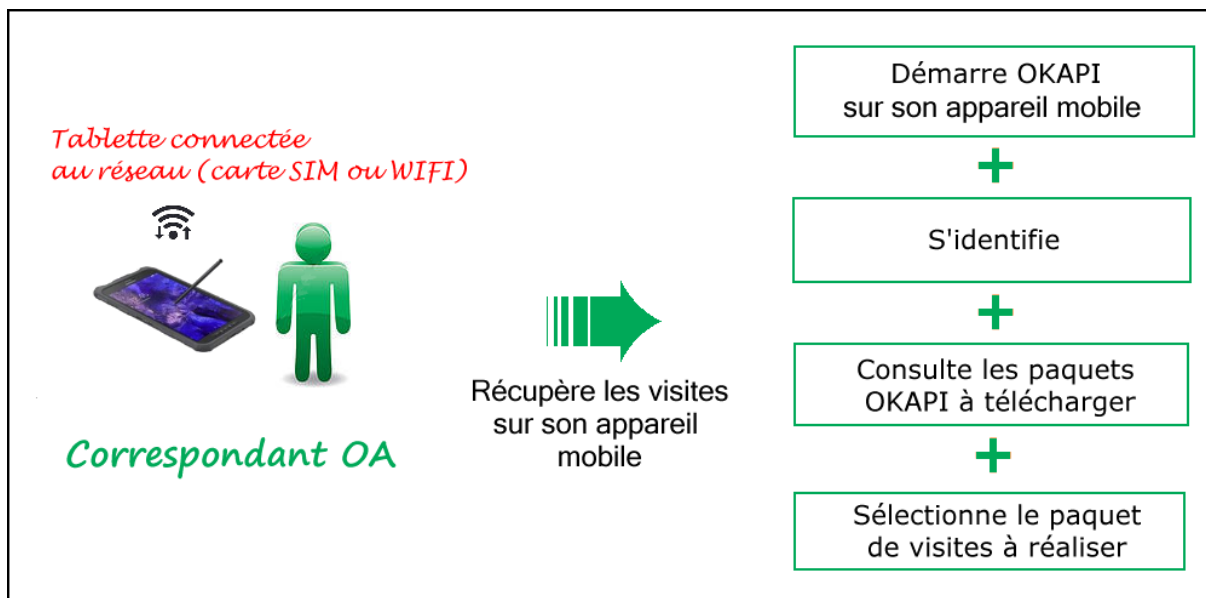 Tablette connectée
au réseau (carte SIM ou WIFI)
Correspondant OA
Récupère les visites
sur son appareil
mobile
Démarre OKAPI
sur son appareil mobile
+
S'identifie
+
Consulte les paquets
OKAPI à télécharger
+
Sélectionne le paquet
de visites à réaliser